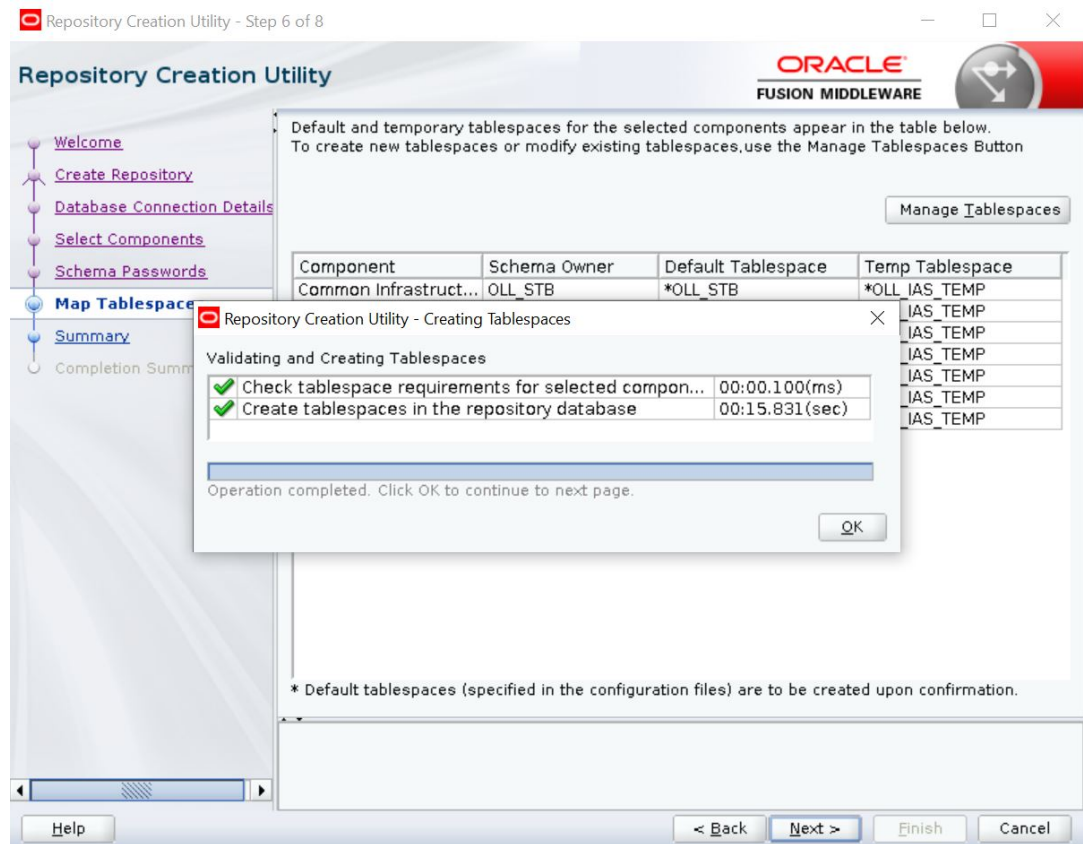 Repository Creation Utility - Step 6 of 8
Repository Creation Utility
ORACLE
FUSION MIDDLEWARE
Welcome
Create Repository
Database Connection Details
Select Components
Schema Passwords
Map Tablespace
Summary
Completion Summ
Default and temporary tablespaces for the selected components appear in the table below.
To create new tablespaces or modify existing tablespaces,use the Manage Tablespaces Button
Manage Tablespaces
Component Schema Owner Default Tablespace Temp Tablespace
Common Infrastruct... OLL_STB *OLL_STB *OLL_IAS_TEMP
_IAS_TEMP
_IAS_TEMP
_IAS_TEMP
_IAS_TEMP
_IAS_TEMP
_IAS_TEMP
Repository Creation Utility - Creating Tablespaces
Validating and Creating Tablespaces
Check tablespace requirements for selected compon... 00:00.100(ms)
Create tablespaces in the repository database 00:15.831(sec)
Operation completed. Click OK to continue to next page.
OK
* Default tablespaces (specified in the configuration files) are to be created upon confirmation.
Help
< Back Next > Finish Cancel